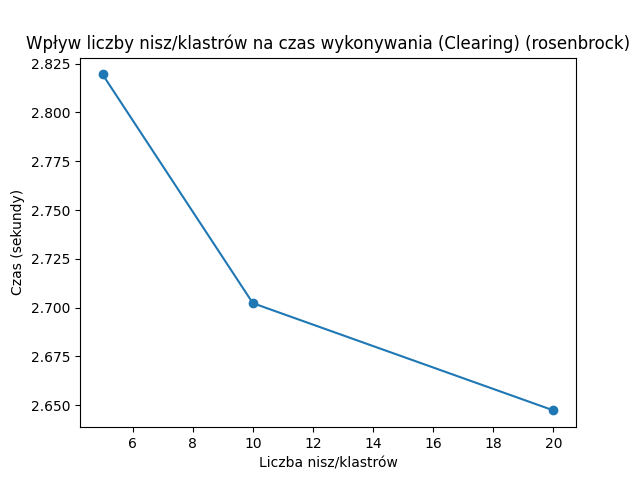 Wpływ liczby nisz/klastrów na czas wykonywania (Clearing) (rosenbrock)
2.825
2.800
2.775
2.750
2.725
2.700
2.675
2.650
Czas (sekundy)
6 8 10 12 14 16 18 20
Liczba nisz/klastrów